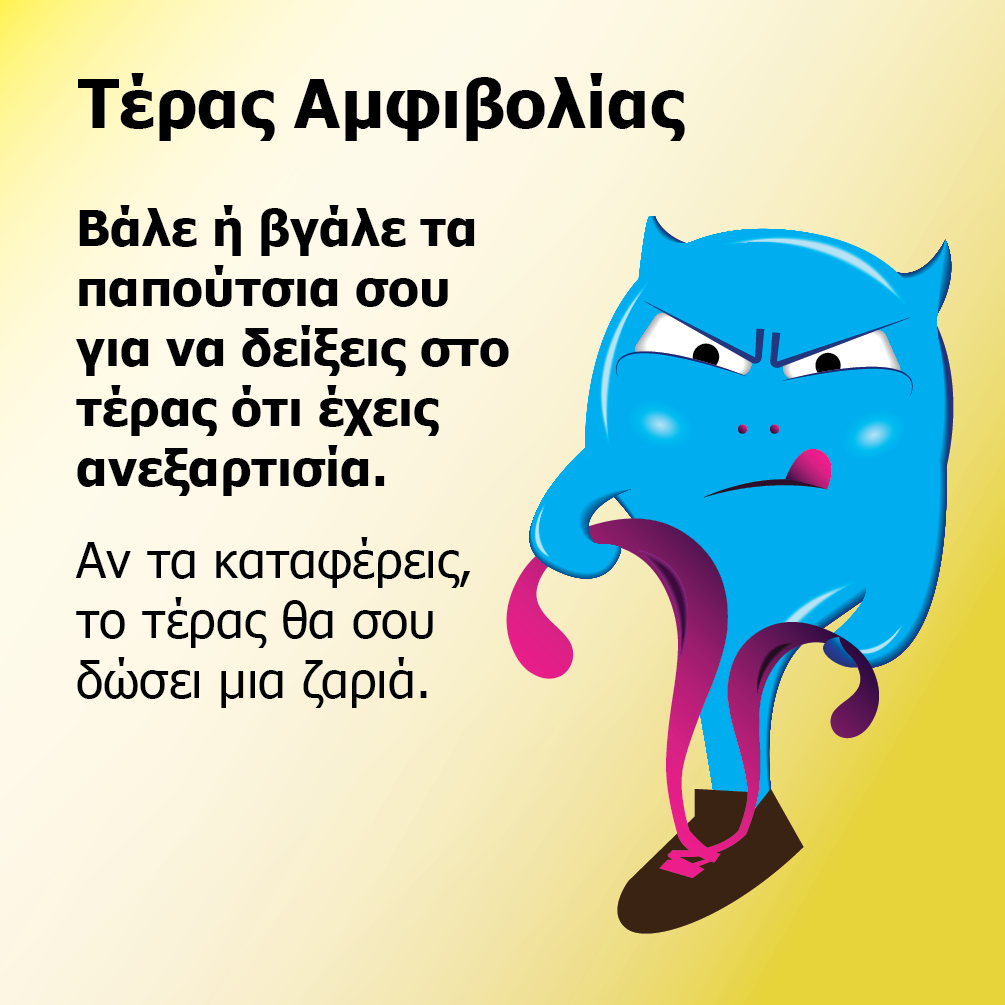 Τέρας Αμφιβολίας
Βάλε ή βγάλε τα
παπούτσια σου
για να δείξεις στο
τέρας ότι έχεις
ανεξαρτισία.
Αν τα καταφέρεις,
το τέρας θα σου
δώσει μια ζαριά.